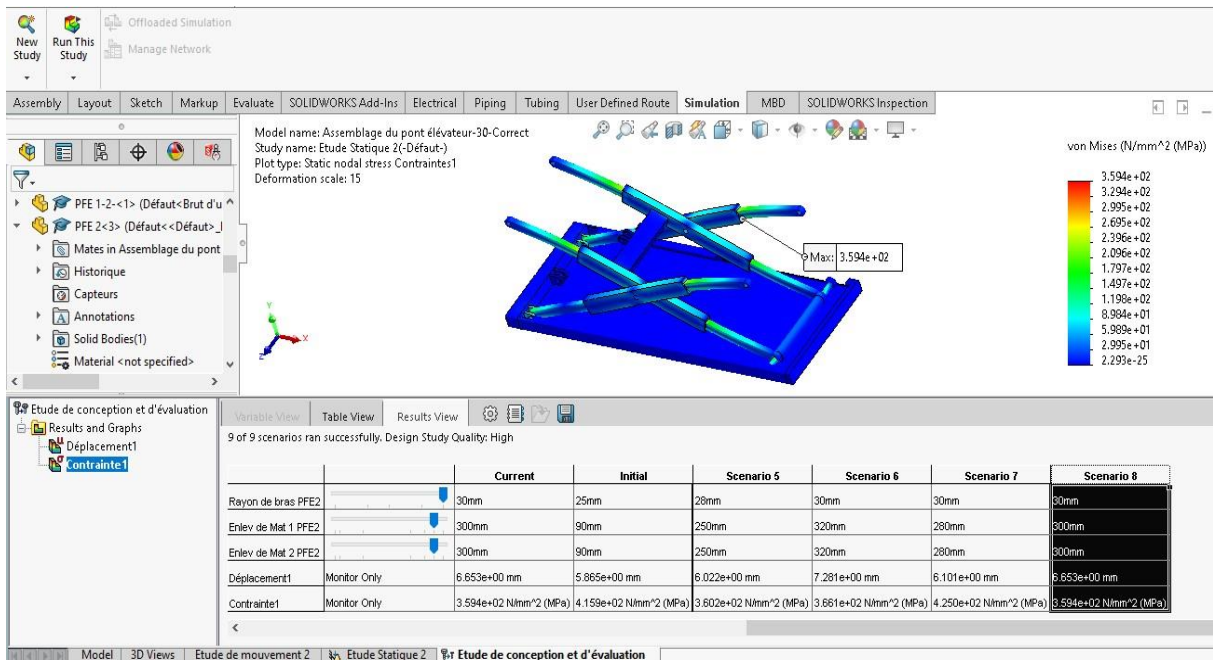 New Study
Run This Study
Offloaded Simulation
Manage Network
Assembly Layout Sketch Markup Evaluate SOLIDWORKS Add-Ins Electrical Piping Tubing User Defined Route Simulation MBD SOLIDWORKS Inspection
PFE 1-2-<1> (Défaut<Brut d'u
PFE 2<3> (Défaut<<Défaut>_
Mates in Assemblage du pont
Historique
Capteurs
Annotations
Solid Bodies(1)
Material <not specified>
Model name: Assemblage du pont élévateur-30-Correct
Study name: Etude Statique 2(-Défaut-)
Plot type: Static nodal stress Contraintes1
Deformation scale: 15
Y
X
Z
Max: 3.594e+02
von Mises (N/mm^2 (MPa))
3.594e+02
3.294e+02
2.995e+02
2.695e+02
2.396e+02
2.096e+02
1.797e+02
1.497e+02
1.198e+02
8.984e+01
5.989e+01
2.995e+01
2.293e-25
Etude de conception et d'évaluation
Results and Graphs
Déplacement1
Contrainte1
Variable View Table View Results View
9 of 9 scenarios ran successfully. Design Study Quality: High
Current Initial Scenario 5 Scenario 6 Scenario 7 Scenario 8
Rayon de bras PFE2 30mm 25mm 28mm 30mm 30mm 30mm
Enlev de Mat 1 PFE2 300mm 90mm 250mm 320mm 280mm 300mm
Enlev de Mat 2 PFE2 300mm 90mm 250mm 320mm 280mm 300mm
Déplacement1 Monitor Only 6.653e+00 mm 5.865e+00 mm 6.022e+00 mm 7.281e+00 mm 6.101e+00 mm 6.653e+00 mm
Contrainte1 Monitor Only 3.594e+02 N/mm^2 (MPa) 4.159e+02 N/mm^2 (MPa) 3.602e+02 N/mm^2 (MPa) 3.661e+02 N/mm^2 (MPa) 4.250e+02 N/mm^2 (MPa) 3.594e+02 N/mm^2 (MPa)
Model 3D Views Etude de mouvement 2 Etude Statique 2 Etude de conception et d'évaluation